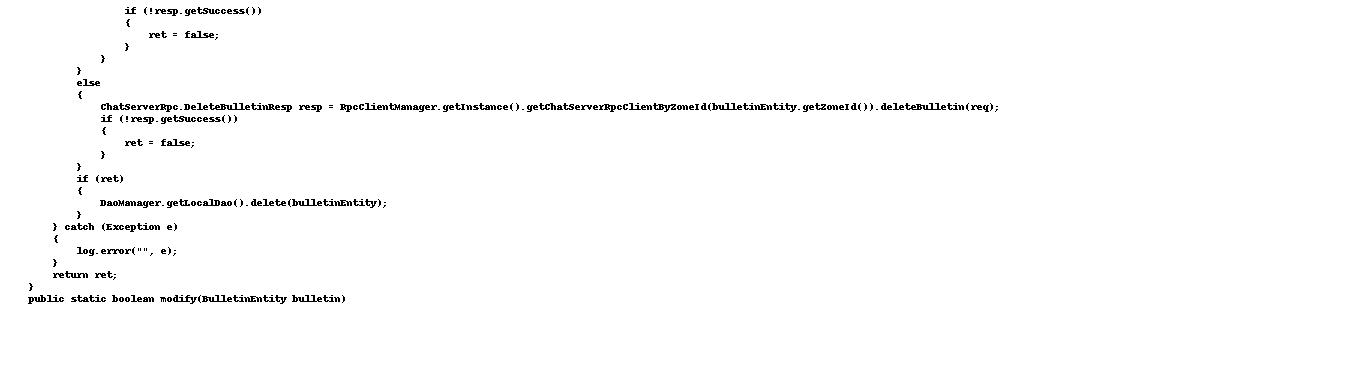 if (!resp.getSuccess())
{
ret = false;
}
}
}
else
{
ChatServerRpc.DeleteBulletinResp resp = RpcClientManager.getInstance().getChatServerRpcClientByZoneId(bulletinEntity.getZoneId()).deleteBulletin(req);
if (!resp.getSuccess())
{
ret = false;
}
}
if (ret)
{
DaoManager.getLocalDao().delete(bulletinEntity);
}
} catch (Exception e)
{
log.error("", e);
}
return ret;
}
public static boolean modify(BulletinEntity bulletin)